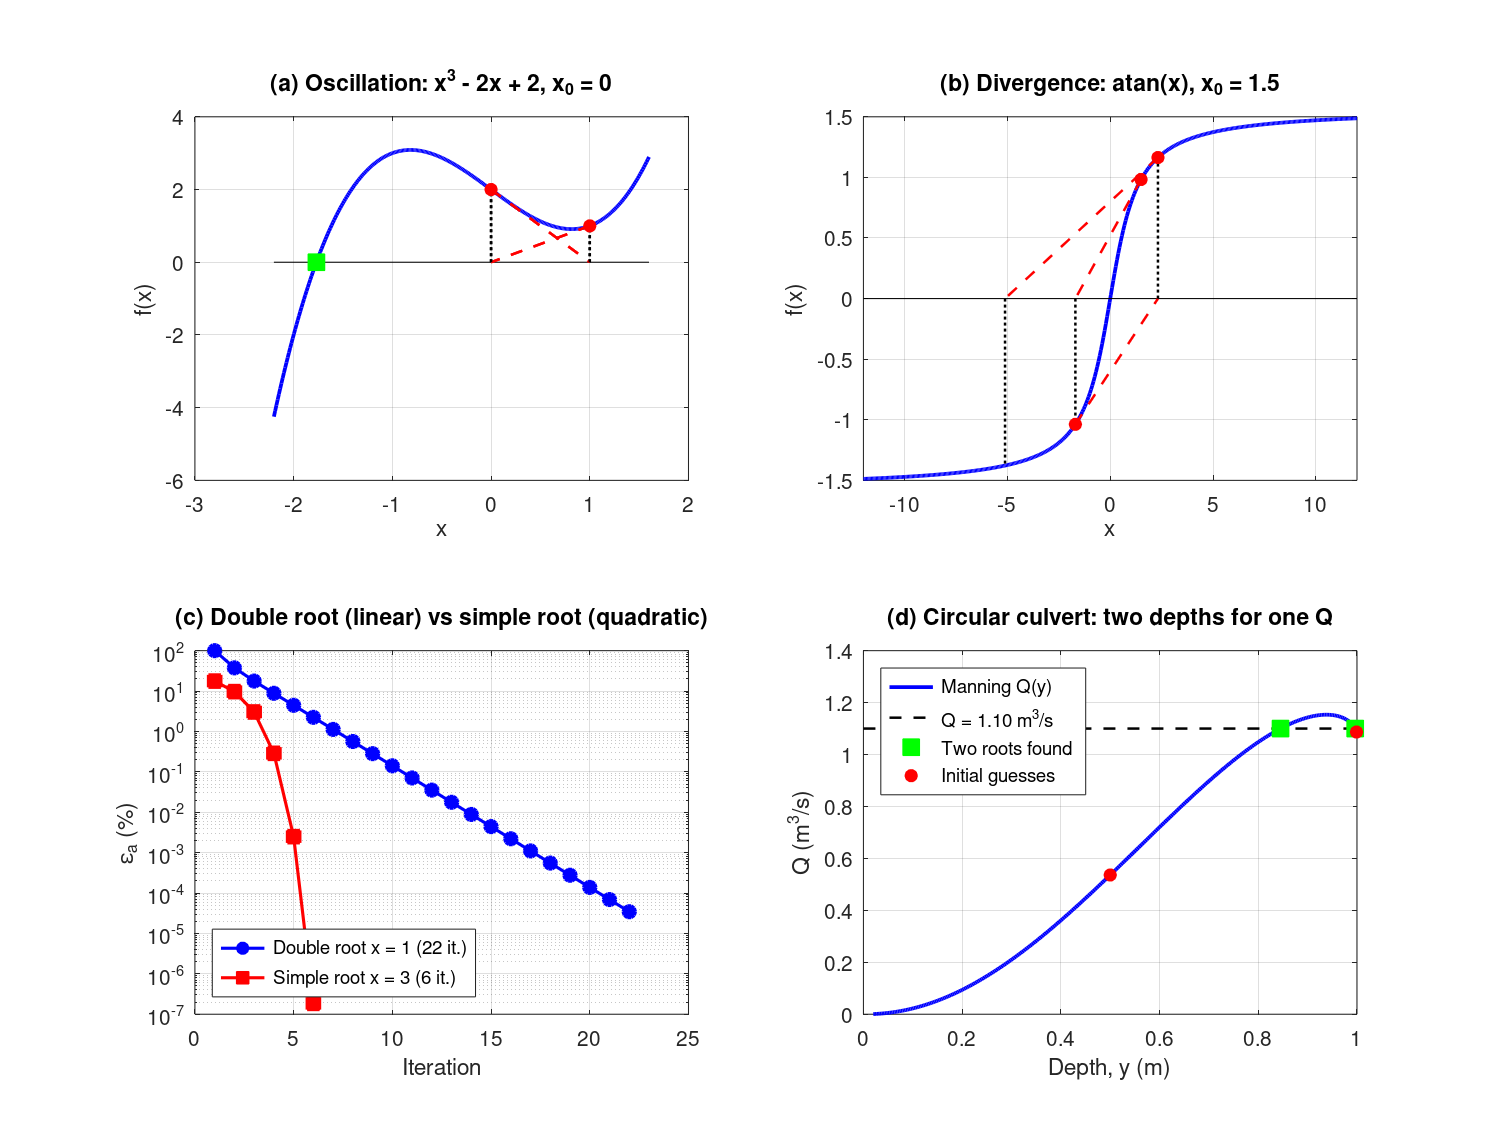 (a) Oscillation: x³ - 2x + 2, x₀ = 0
4
2
0
-2
-4
-6
-3 -2 -1 0 1 2
f(x)
x
(b) Divergence: atan(x), x₀ = 1.5
1.5
1
0.5
0
-0.5
-1
-1.5
-10 -5 0 5 10
f(x)
x
(c) Double root (linear) vs simple root (quadratic)
10²
10¹
10⁰
10⁻¹
10⁻²
10⁻³
10⁻⁴
10⁻⁵
10⁻⁶
10⁻⁷
0 5 10 15 20 25
εₐ (%)
Iteration
Double root x = 1 (22 it.)
Simple root x = 3 (6 it.)
(d) Circular culvert: two depths for one Q
1.4
1.2
1
0.8
0.6
0.4
0.2
0
0 0.2 0.4 0.6 0.8 1
Q (m³/s)
Depth, y (m)
Manning Q(y)
Q = 1.10 m³/s
Two roots found
Initial guesses